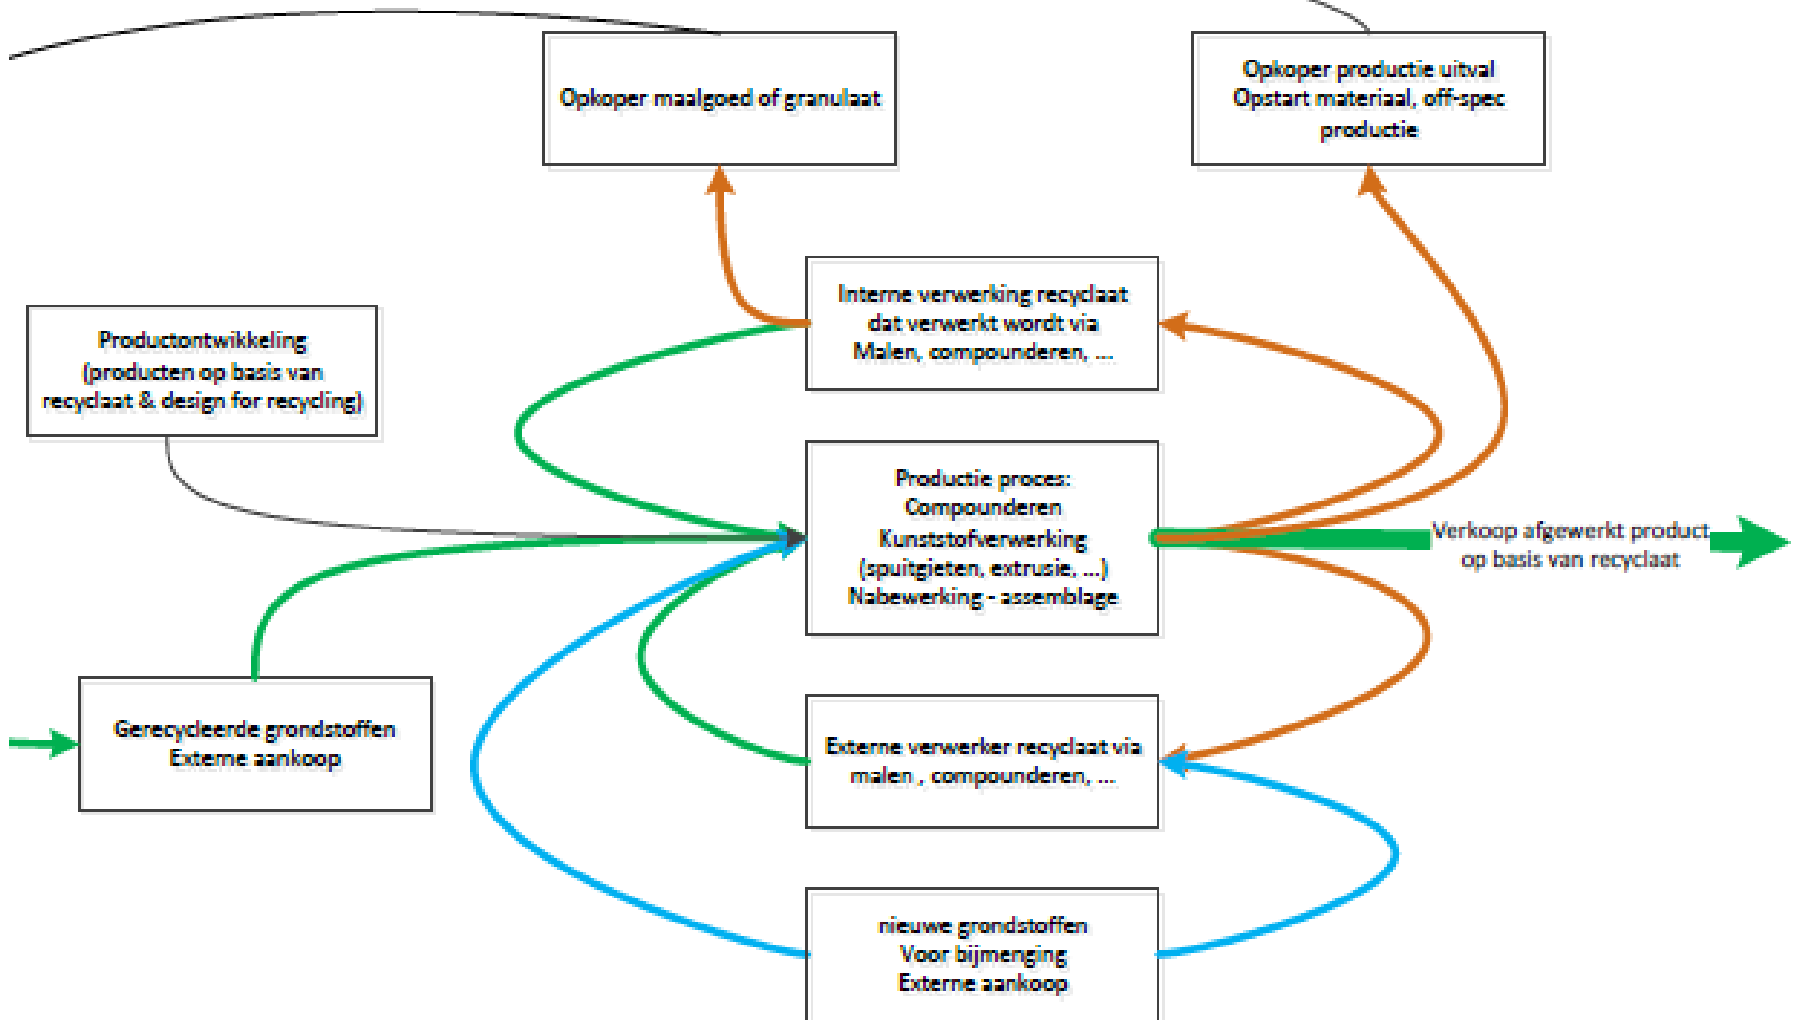 Opkoper maalgoed of granulaat
Opkoper productie uitval
Opstart materiaal, off-spec
productie
Interne verwerking recyclaat
dat verwerkt wordt via
Malen, compounderen, ...
Productontwikkeling
(producten op basis van
recyclaat & design for recycling)
Productie proces:
Compounderen
Kunststofverwerking
(spuitgieten, extrusie, ...)
Nabewerking - assemblage
Verkoop afgewerkt product
op basis van recyclaat
Gerecycleerde grondstoffen
Externe aankoop
Externe verwerker recyclaat via
malen , compounderen, ...
nieuwe grondstoffen
Voor bijmenging
Externe aankoop